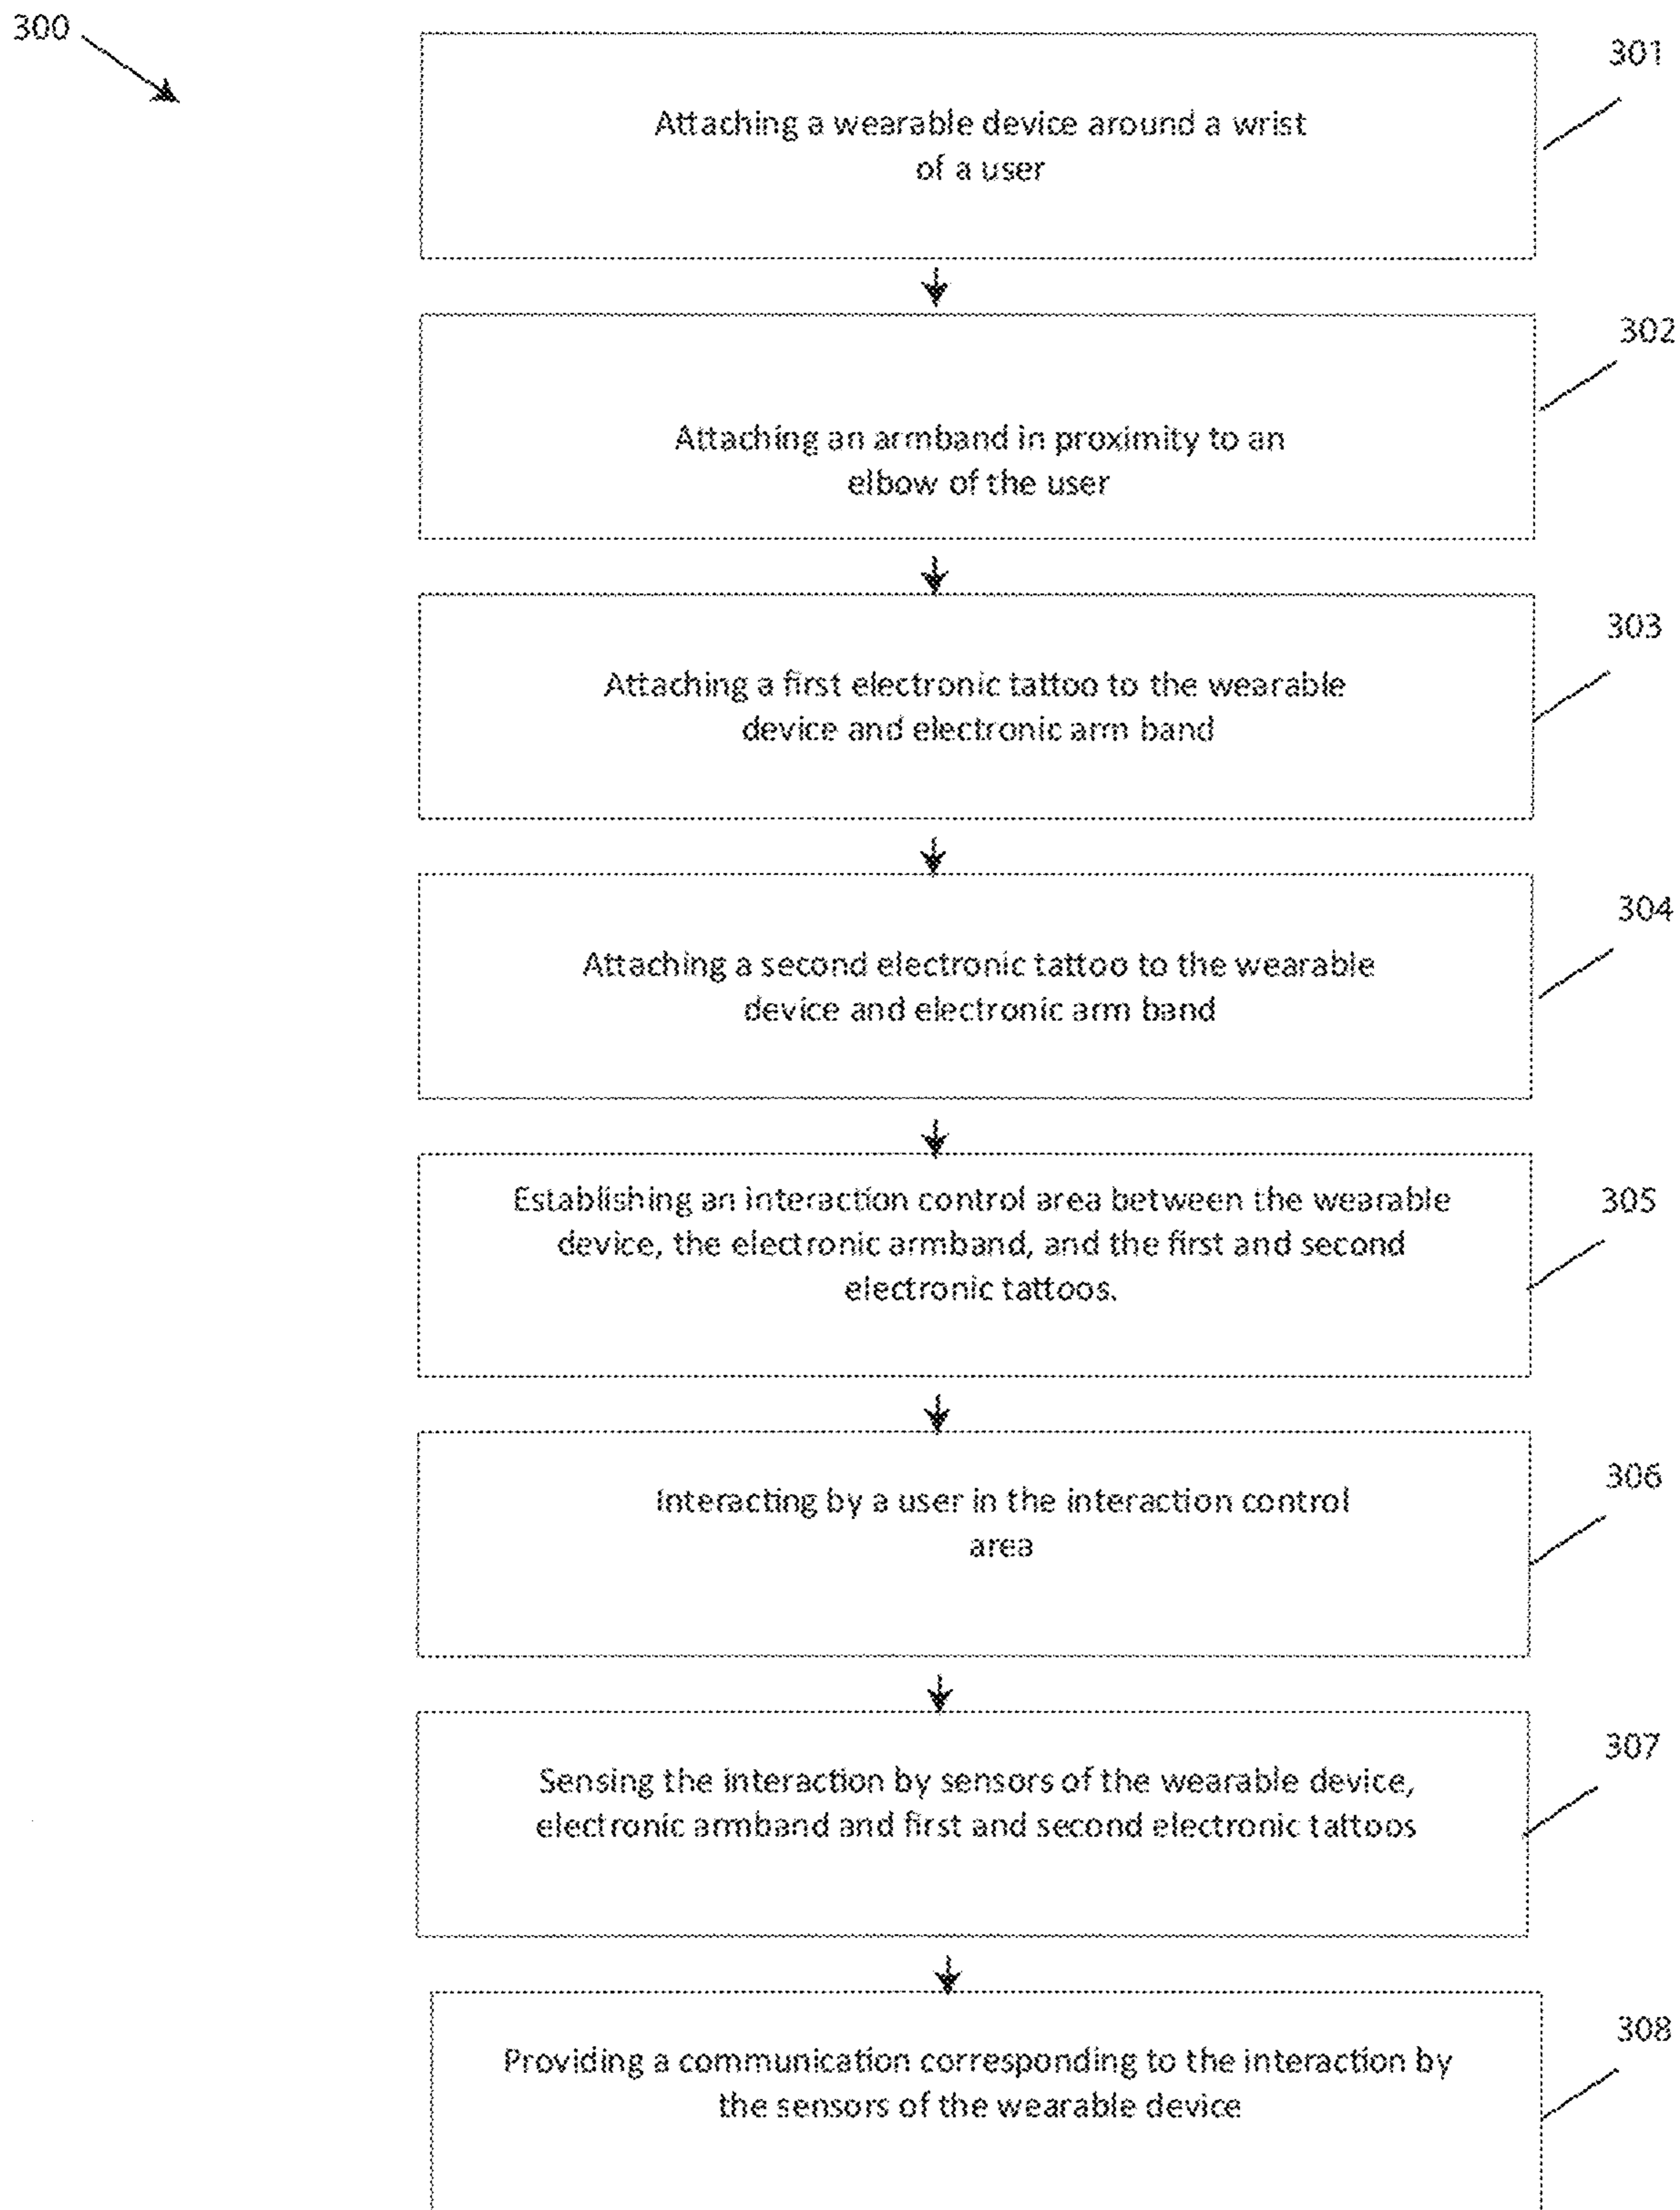 300
301
Attaching a wearable device around a wrist
of a user
302
Attaching an armband in proximity to an
elbow of the user
303
Attaching a first electronic tattoo to the wearable
device and electronic arm band
304
Attaching a second electronic tattoo to the wearable
device and electronic arm band
305
Establishing an interaction control area between the wearable
device, the electronic armband, and the first and second
electronic tattoos.
306
Interacting by a user in the interaction control
area
307
Sensing the interaction by sensors of the wearable device,
electronic armband and first and second electronic tattoos
308
Providing a communication corresponding to the interaction by
the sensors of the wearable device